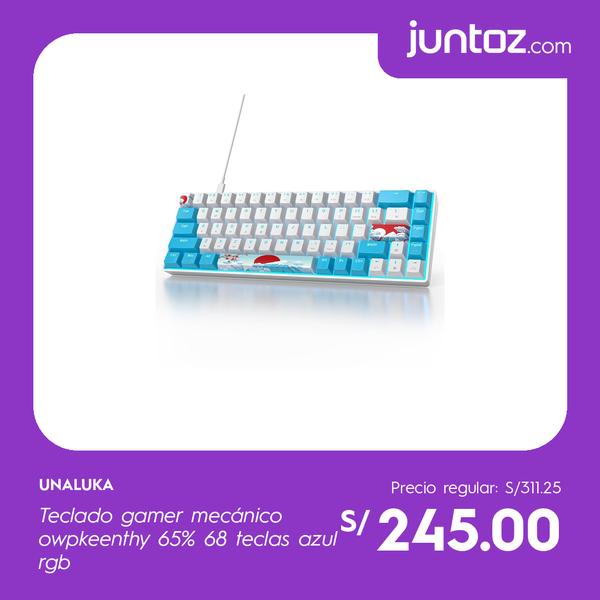 juntoz.com
UNALUKA
Teclado gamer mecánico
owpkeenthy 65% 68 teclas azul
rgb
Precio regular: S/311.25
S/ 245.00